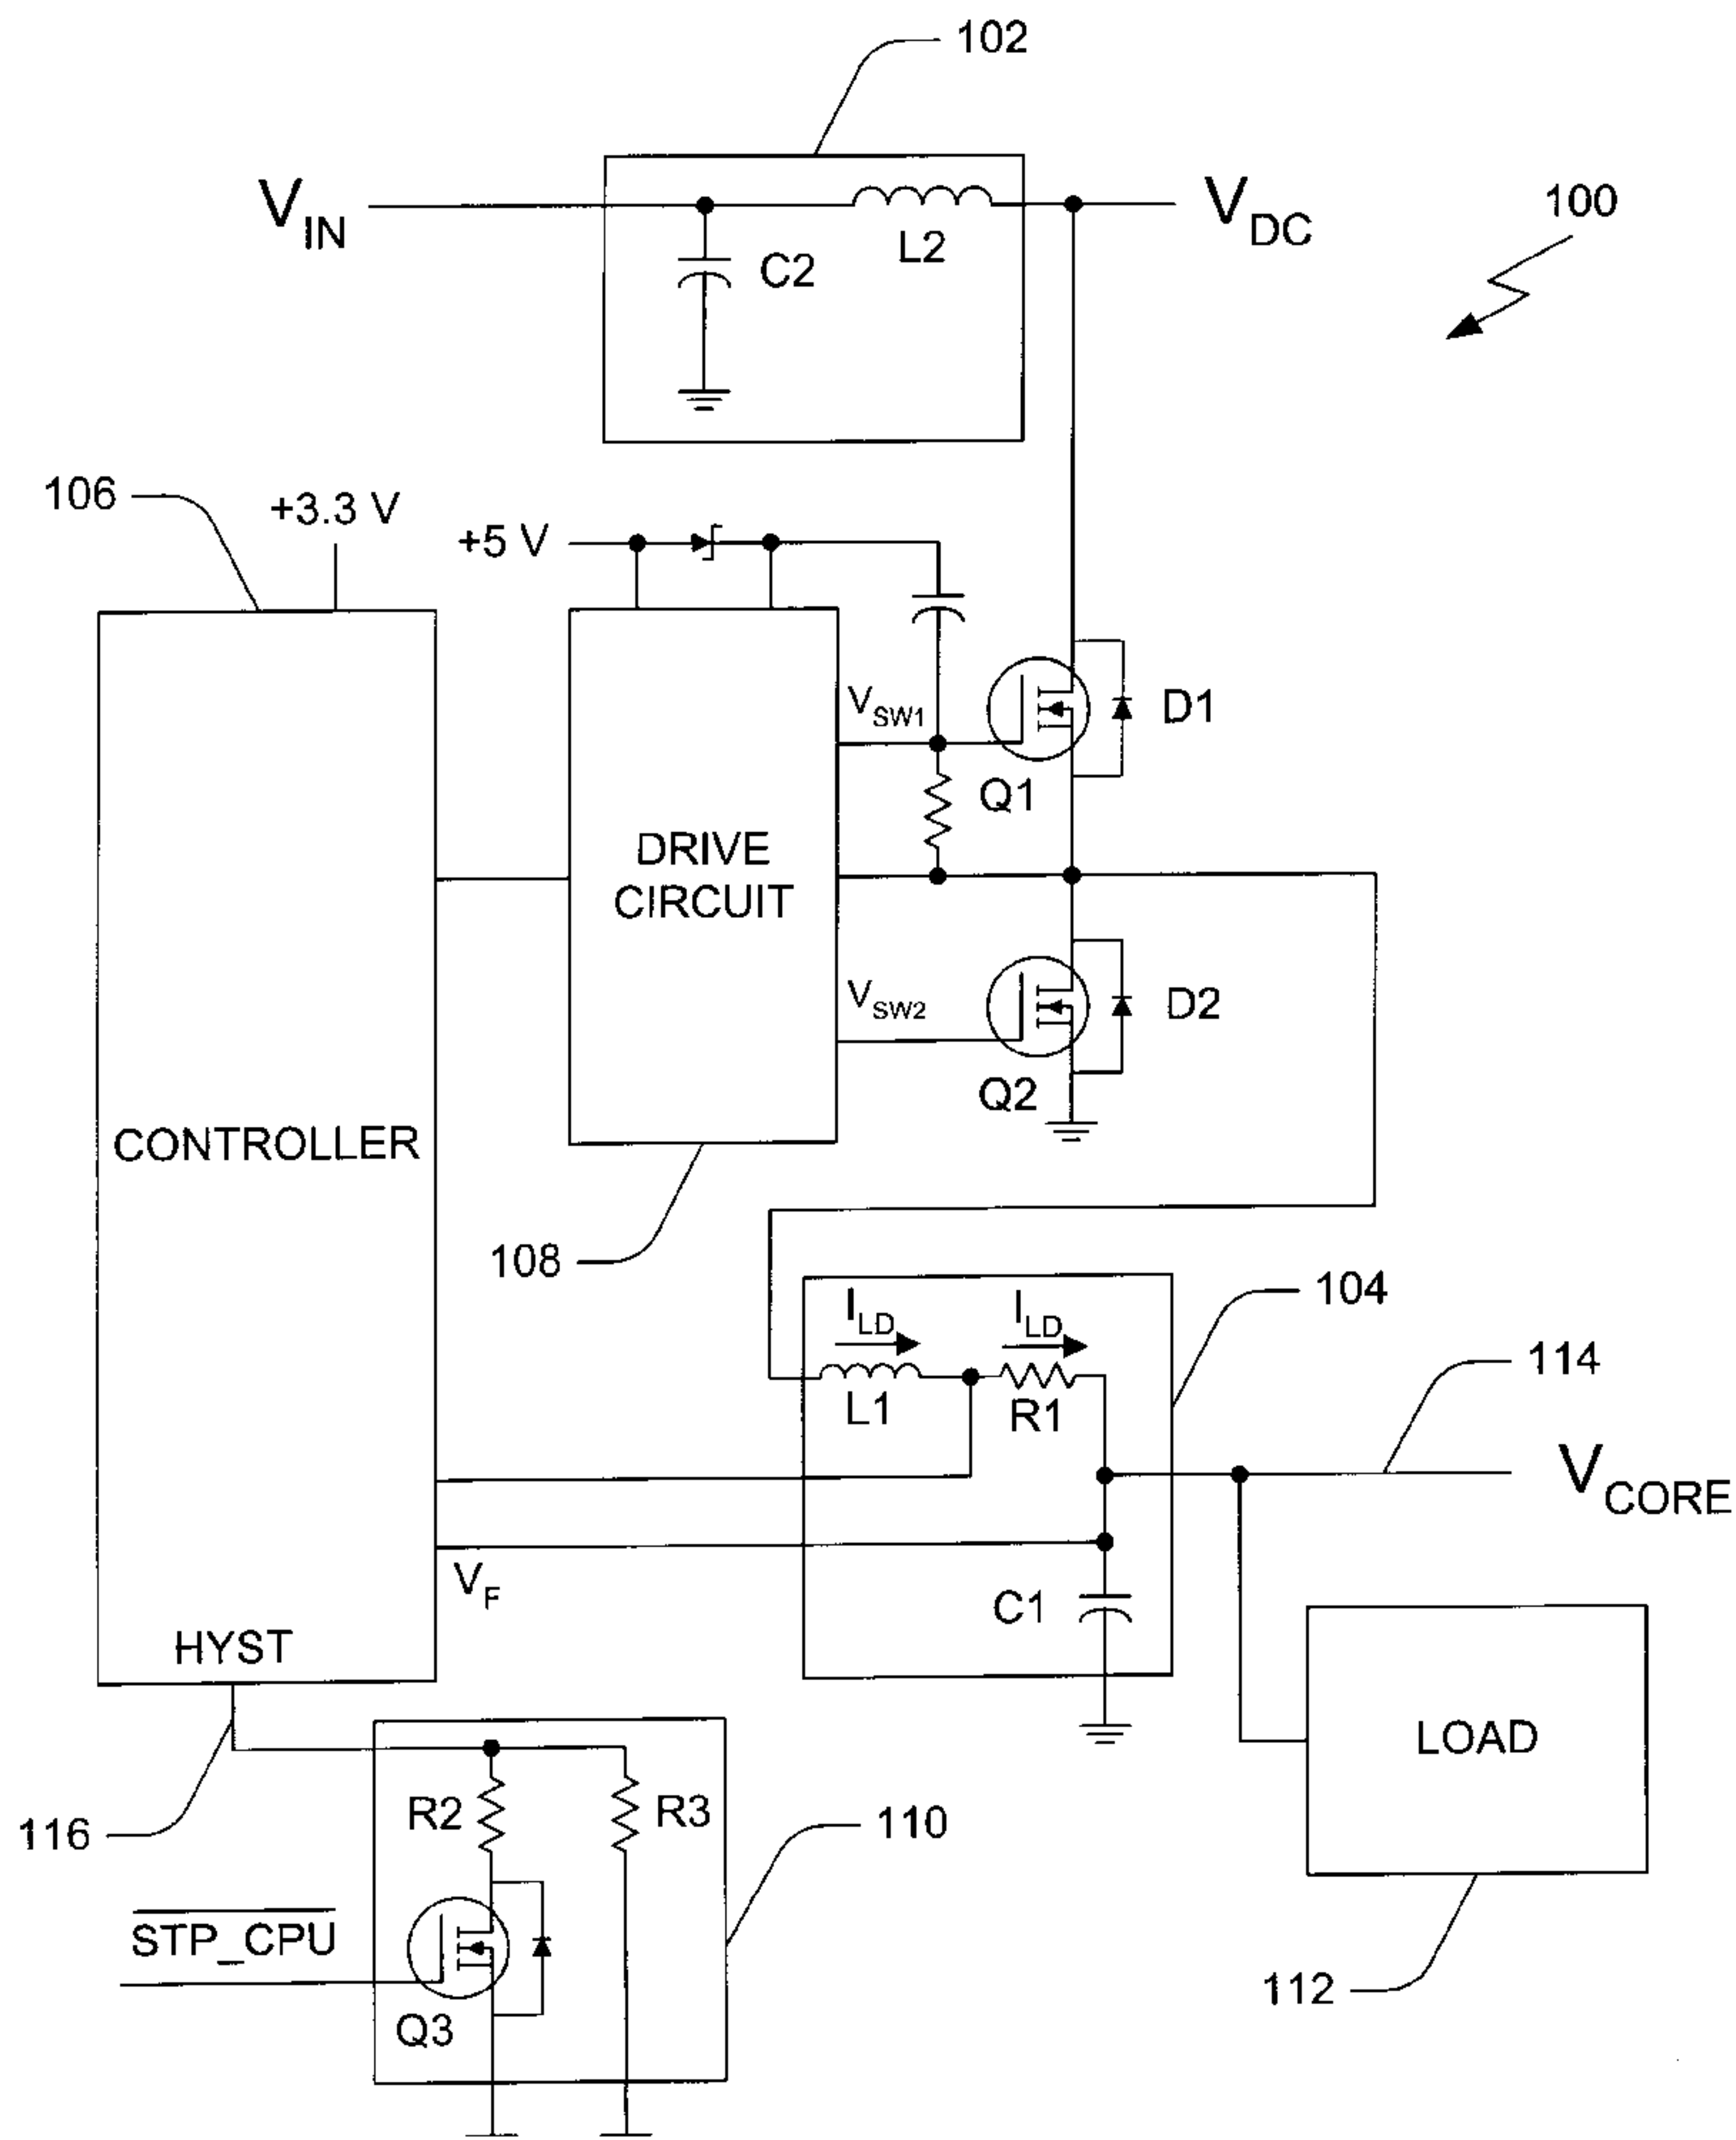 102
V_IN
L2
V_DC
C2
100
106
+3.3 V
+5 V
V_SW1
D1
Q1
DRIVE
CIRCUIT
V_SW2
D2
Q2
CONTROLLER
108
I_LD
I_LD
104
L1
R1
114
V_CORE
V_F
C1
HYST
LOAD
R2
R3
110
116
STP_CPU
Q3
112